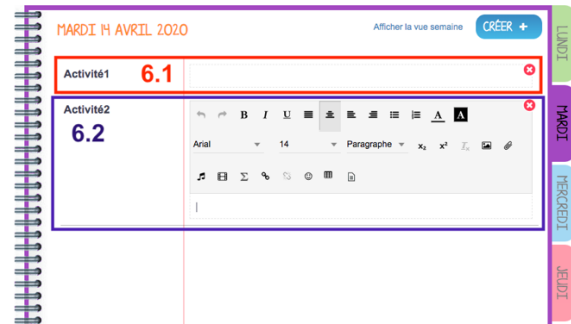 MARDI 14 AVRIL 2020
Afficher la vue semaine
CRÉER +
LUNDI
Activité1
6.1
Activité2
6.2
B I U A A
Arial 14 Paragraphe x₂ x² Tx
Σ
MARDI
MERCREDI
JEUDI